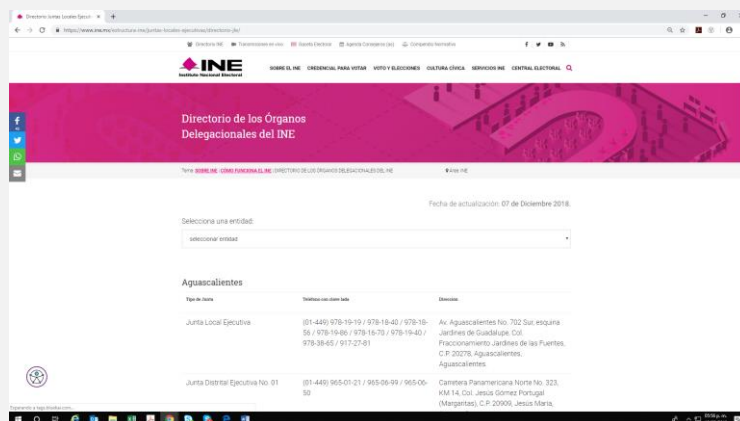 Directorio Juntas Locales Ejecuti
https://www.ine.mx/estructura-ine/juntas-locales-ejecutivas/directorio-jle/
Directorio INE Transmisiones en vivo Gaceta Electoral Agenda Consejeros (as) Compendio Normativo
INE
Instituto Nacional Electoral
SOBRE EL INE CREDENCIAL PARA VOTAR VOTO Y ELECCIONES CULTURA CÍVICA SERVICIOS INE CENTRAL ELECTORAL
Directorio de los Órganos
Delegacionales del INE
Tema: SOBRE INE / CÓMO FUNCIONA EL INE / DIRECTORIO DE LOS ÓRGANOS DELEGACIONALES DEL INE
Área: INE
Fecha de actualización: 07 de Diciembre 2018.
Selecciona una entidad:
seleccionar entidad
Aguascalientes
Tipo de Junta Teléfono con clave lada Dirección
Junta Local Ejecutiva
(01-449) 978-19-19 / 978-18-40 / 978-18-
56 / 978-19-86 / 978-16-70 / 978-19-40 /
978-38-65 / 917-27-81
Av. Aguascalientes No. 702 Sur, esquina
Jardines de Guadalupe, Col.
Fraccionamiento Jardines de las Fuentes,
C.P. 20278, Aguascalientes,
Aguascalientes.
Junta Distrital Ejecutiva No. 01
(01-449) 965-01-21 / 965-06-99 / 965-06-
50
Carretera Panamericana Norte No. 323,
KM 14, Col. Jesús Gómez Portugal
(Margaritas), C.P. 20909, Jesús María,